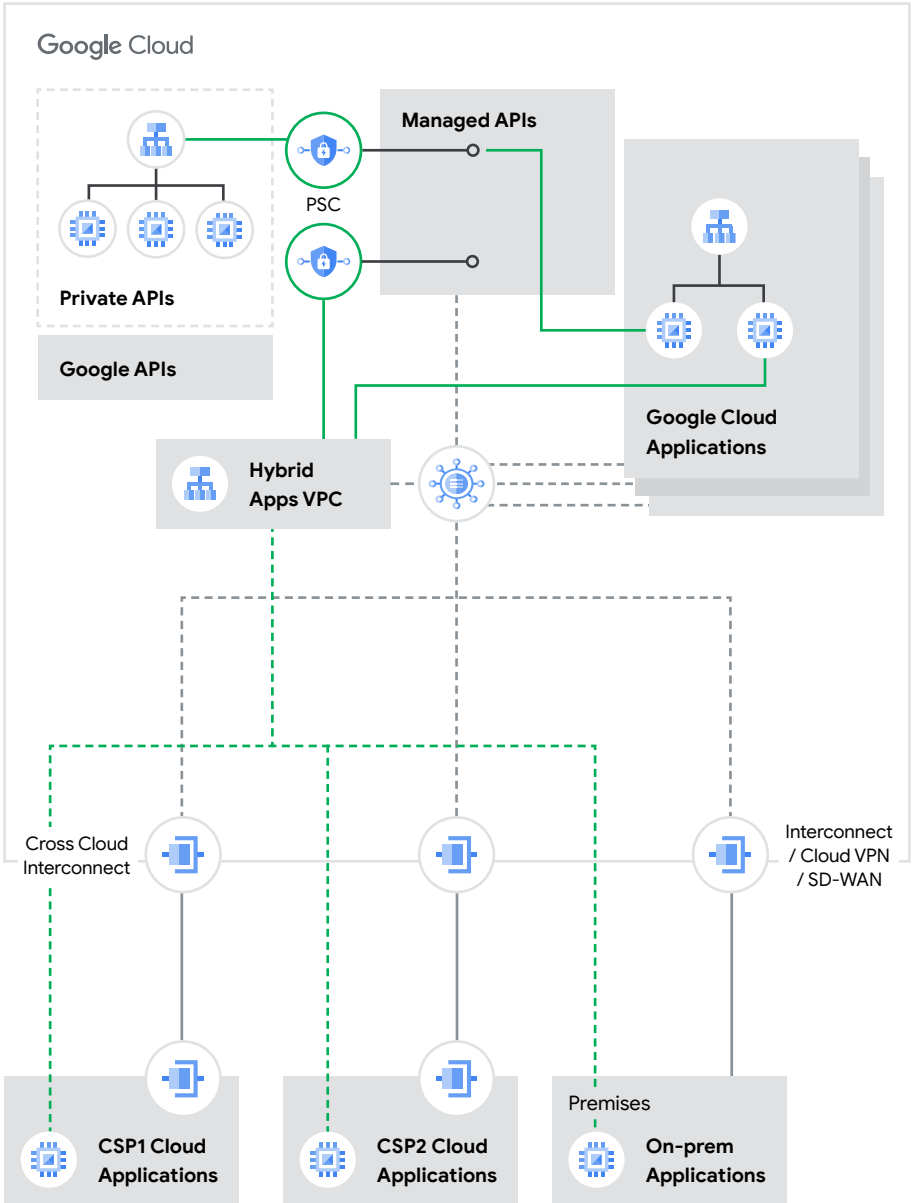 Google Cloud
Managed APIs
PSC
Private APIs
Google APIs
Google Cloud
Applications
Hybrid
Apps VPC
Cross Cloud
Interconnect
Interconnect
/ Cloud VPN
/ SD-WAN
CSP1 Cloud
Applications
CSP2 Cloud
Applications
Premises
On-prem
Applications